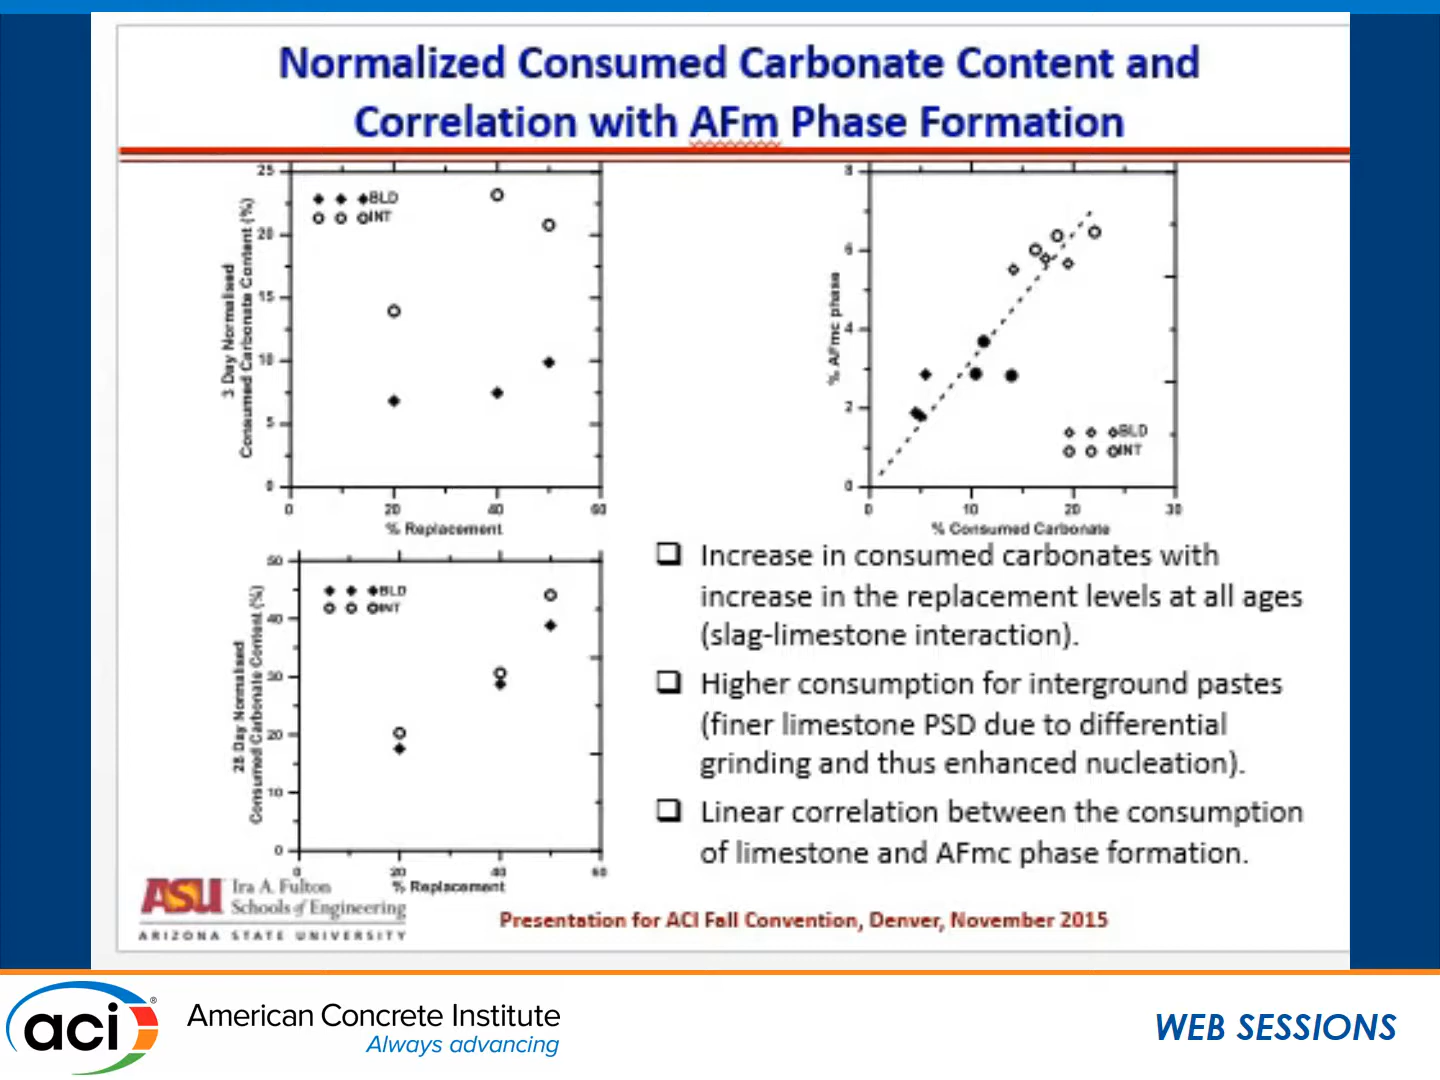 Normalized Consumed Carbonate Content and
Correlation with AFm Phase Formation
25
20
15
10
5
0
0
20
40
60
BLD
INT
3 Day Normalised
Consumed Carbonate Content (%)
% Replacement
8
6
4
2
0
0
10
20
30
BLD
INT
% AFmc phase
% Consumed Carbonate
50
40
30
20
10
0
0
20
40
60
BLD
INT
28 Day Normalised
Consumed Carbonate Content (%)
% Replacement
Increase in consumed carbonates with
increase in the replacement levels at all ages
(slag-limestone interaction).
Higher consumption for interground pastes
(finer limestone PSD due to differential
grinding and thus enhanced nucleation).
Linear correlation between the consumption
of limestone and AFmc phase formation.
ASU Ira A. Fulton
Schools of Engineering
ARIZONA STATE UNIVERSITY
Presentation for ACI Fall Convention, Denver, November 2015
aci®
American Concrete Institute
Always advancing
WEB SESSIONS